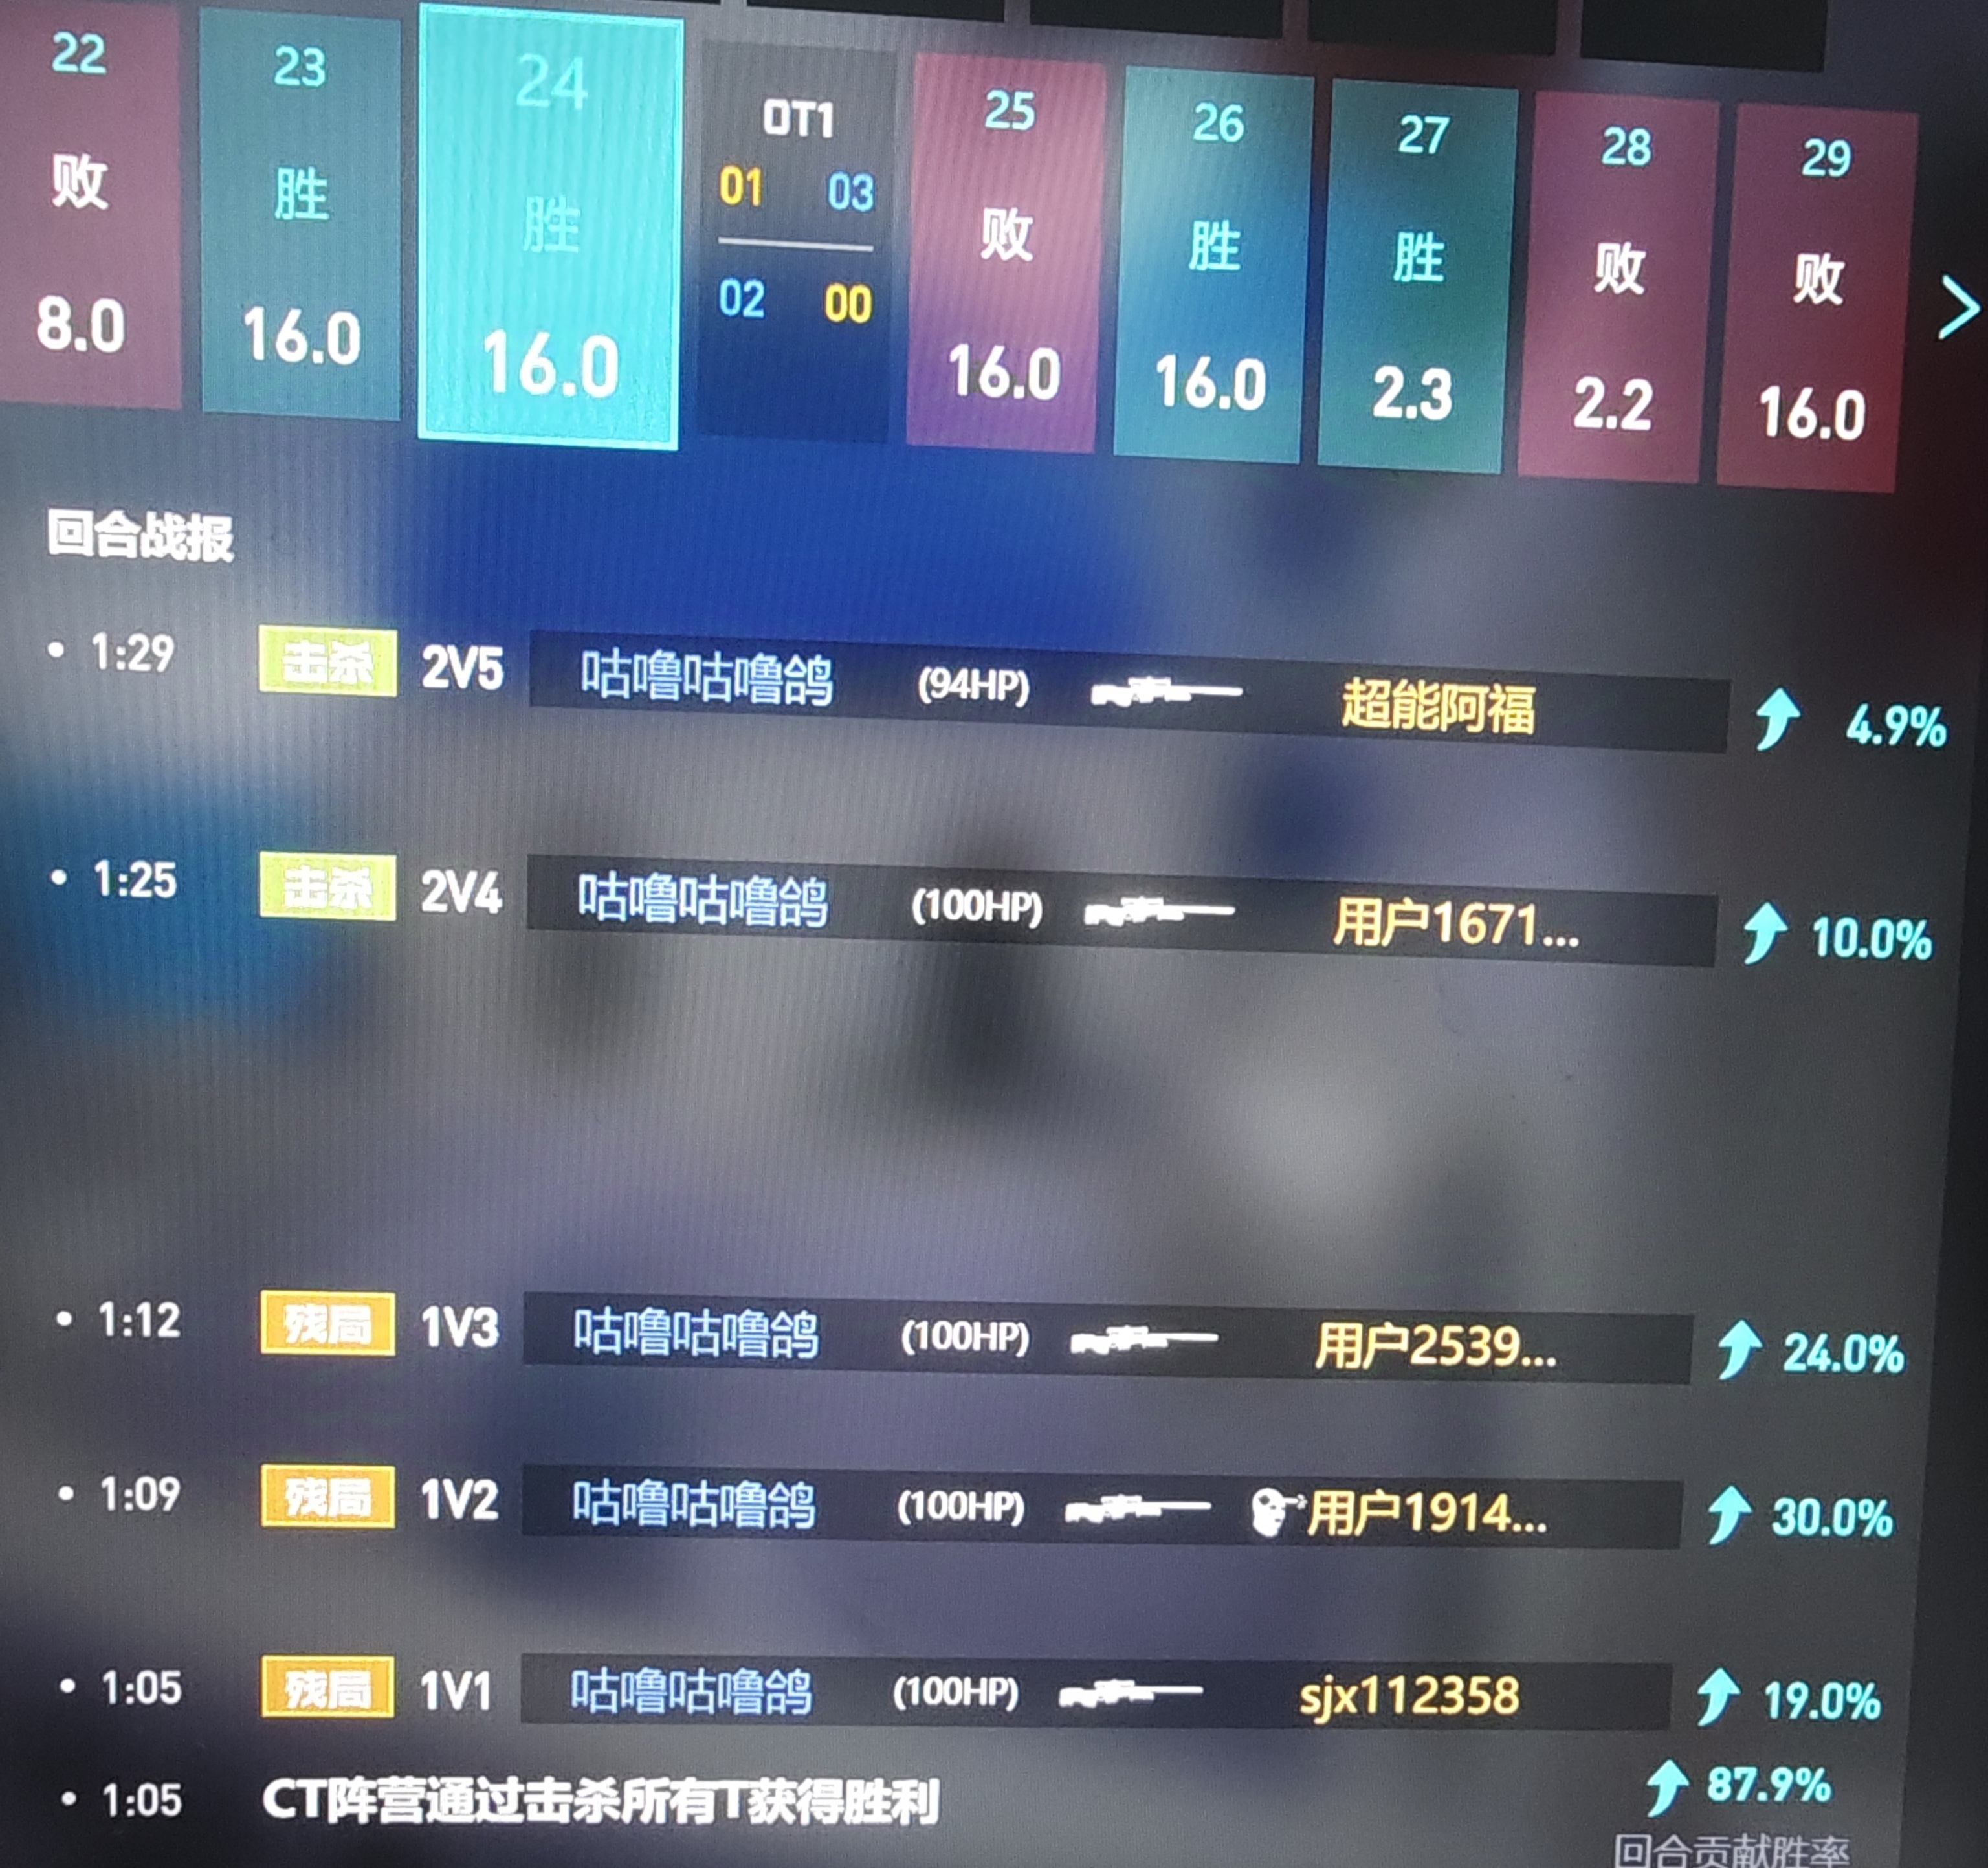 22 23 24 OT1 25 26 27 28 29
败 胜 胜 01 03 败 胜 胜 败 败
8.0 16.0 16.0 02 00 16.0 16.0 2.3 2.2 16.0
回合战报
1:29 击杀 2V5 咕噜咕噜鸽 (94HP) 超能阿福 4.9%
1:25 击杀 2V4 咕噜咕噜鸽 (100HP) 用户1671... 10.0%
1:12 残局 1V3 咕噜咕噜鸽 (100HP) 用户2539... 24.0%
1:09 残局 1V2 咕噜咕噜鸽 (100HP) 用户1914... 30.0%
1:05 残局 1V1 咕噜咕噜鸽 (100HP) sjx112358 19.0%
1:05 CT阵营通过击杀所有T获得胜利 87.9%
回合贡献胜率